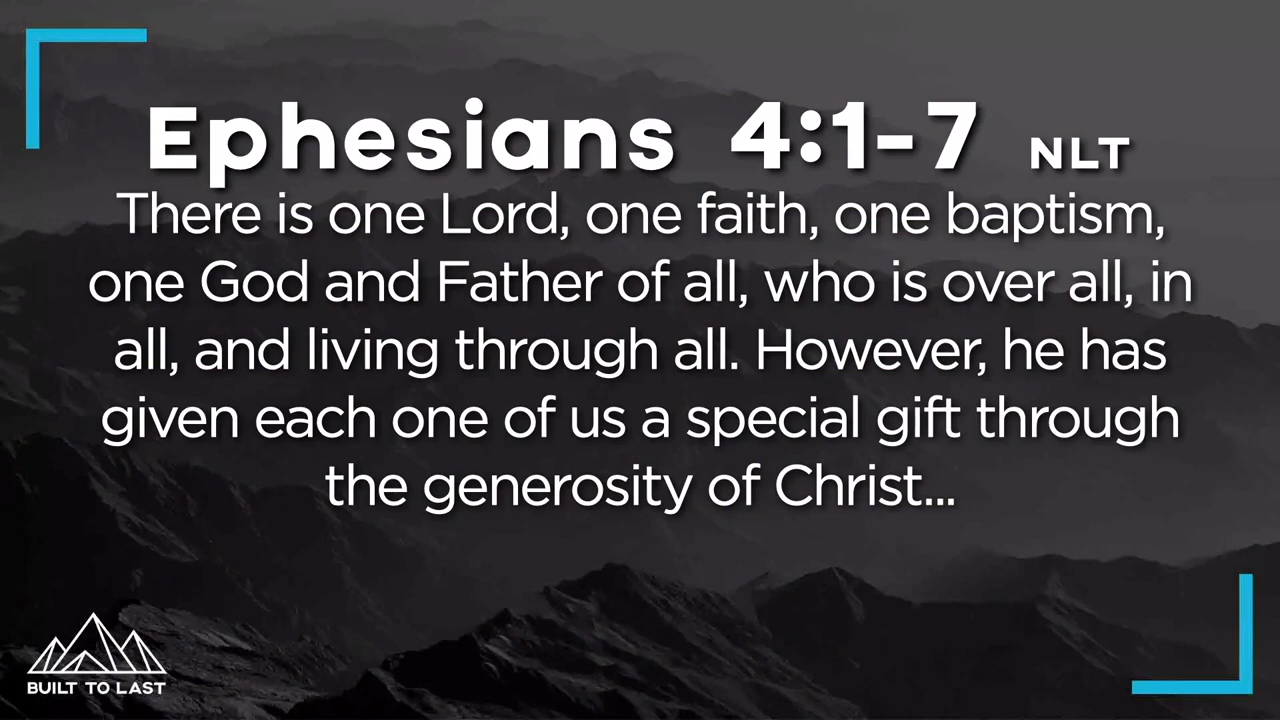 Ephesians 4:1-7 NLT
There is one Lord, one faith, one baptism,
one God and Father of all, who is over all, in
all, and living through all. However, he has
given each one of us a special gift through
the generosity of Christ...
BUILT TO LAST